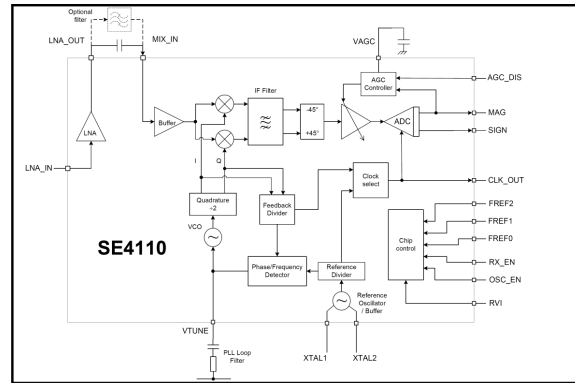 Optional
filter
LNA_OUT
MIX_IN
VAGC
AGC
Controller
AGC_DIS
IF Filter
-45°
+45°
MAG
ADC
SIGN
Buffer
LNA
LNA_IN
I
Q
Clock
select
CLK_OUT
Quadrature
÷2
Feedback
Divider
FREF2
FREF1
FREF0
Chip
control
RX_EN
OSC_EN
RVI
VCO
SE4110
Phase/Frequency
Detector
Reference
Divider
Reference
Oscillator
/ Buffer
VTUNE
XTAL1
XTAL2
PLL Loop
Filter